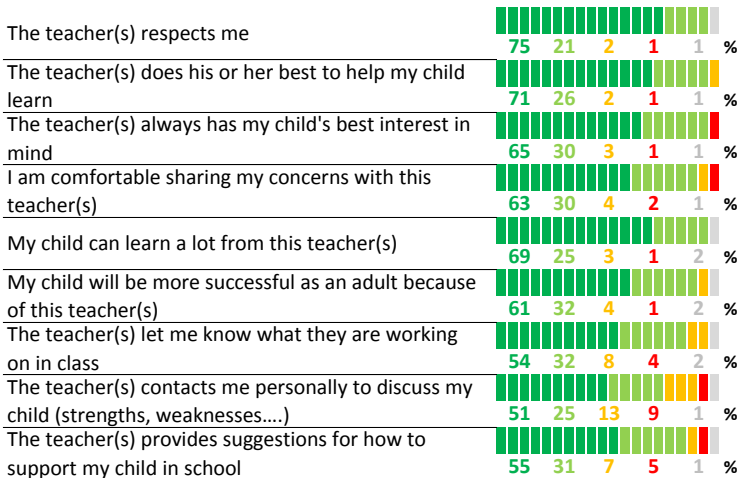 The teacher(s) respects me
75 21 2 1 1 %
The teacher(s) does his or her best to help my child
learn
71 26 2 1 1 %
The teacher(s) always has my child's best interest in
mind
65 30 3 1 1 %
I am comfortable sharing my concerns with this
teacher(s)
63 30 4 2 1 %
My child can learn a lot from this teacher(s)
69 25 3 1 2 %
My child will be more successful as an adult because
of this teacher(s)
61 32 4 1 2 %
The teacher(s) let me know what they are working
on in class
54 32 8 4 2 %
The teacher(s) contacts me personally to discuss my
child (strengths, weaknesses....)
51 25 13 9 1 %
The teacher(s) provides suggestions for how to
support my child in school
55 31 7 5 1 %